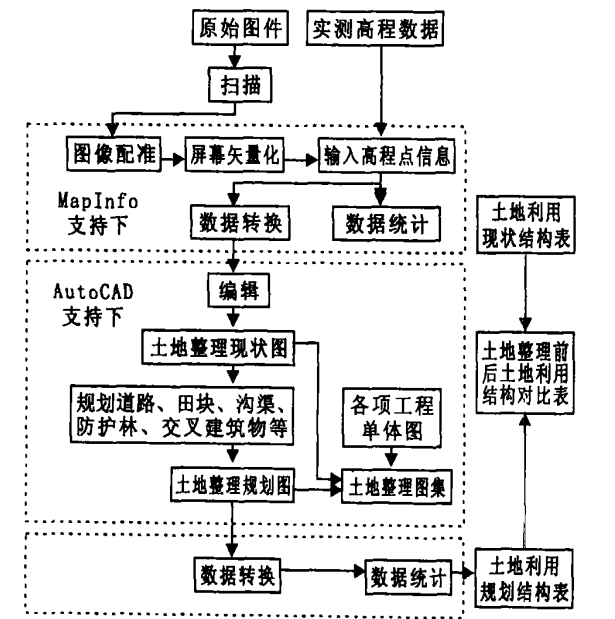 原始图件
实测高程数据
扫描
图像配准
屏幕矢量化
输入高程点信息
MapInfo
支持下
数据转换
数据统计
土地利用
现状结构表
AutoCAD
支持下
编辑
土地整理现状图
土地整理前
后土地利用
结构对比表
规划道路、田块、沟渠、
防护林、交叉建筑物等
各项工程
单体图
土地整理规划图
土地整理图集
数据转换
数据统计
土地利用
规划结构表